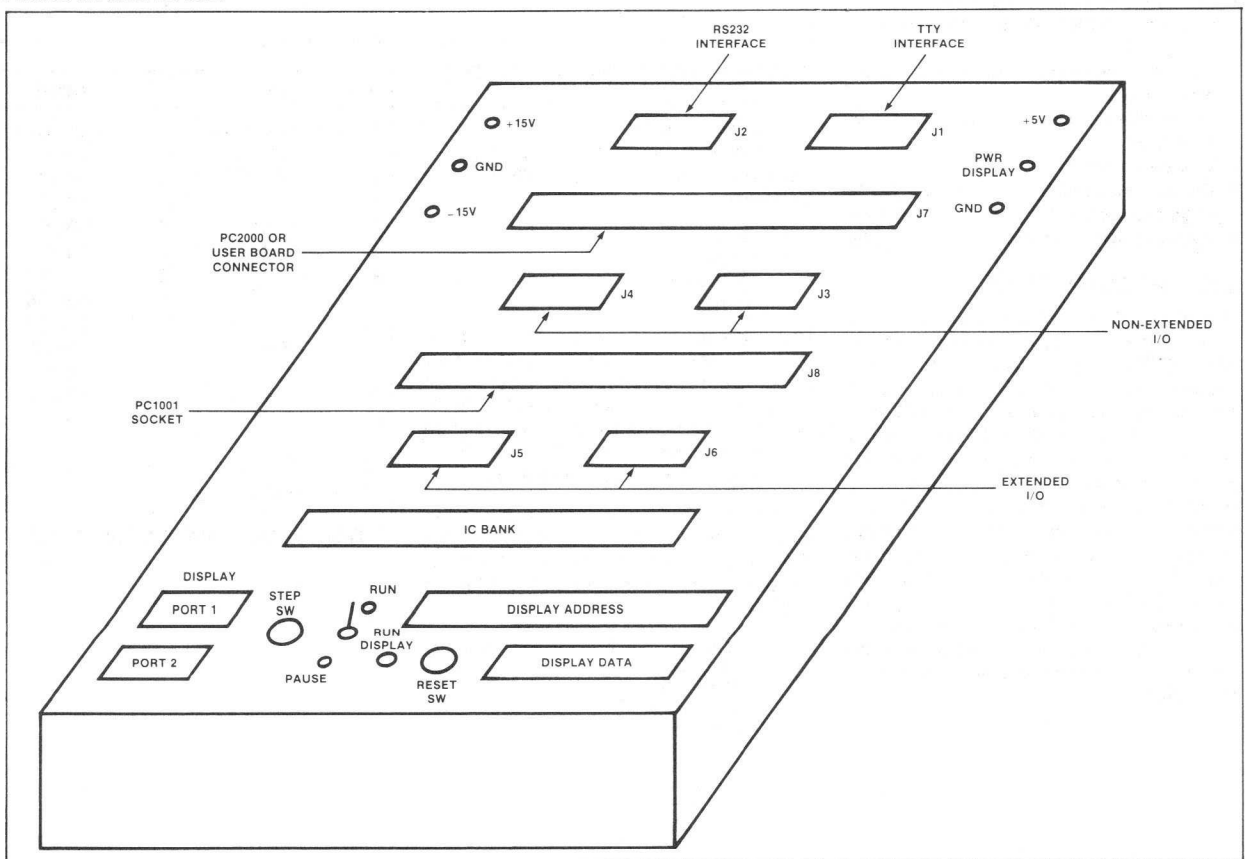 RS232
INTERFACE
TTY
INTERFACE
+15V
J2
J1
+5V
GND
PWR
DISPLAY
–15V
J7
GND
PC2000 OR
USER BOARD
CONNECTOR
J4
J3
NON-EXTENDED
I/O
J8
PC1001
SOCKET
J5
J6
EXTENDED
I/O
IC BANK
DISPLAY
PORT 1
STEP
SW
RUN
DISPLAY ADDRESS
RUN
DISPLAY
PORT 2
PAUSE
RESET
SW
DISPLAY DATA